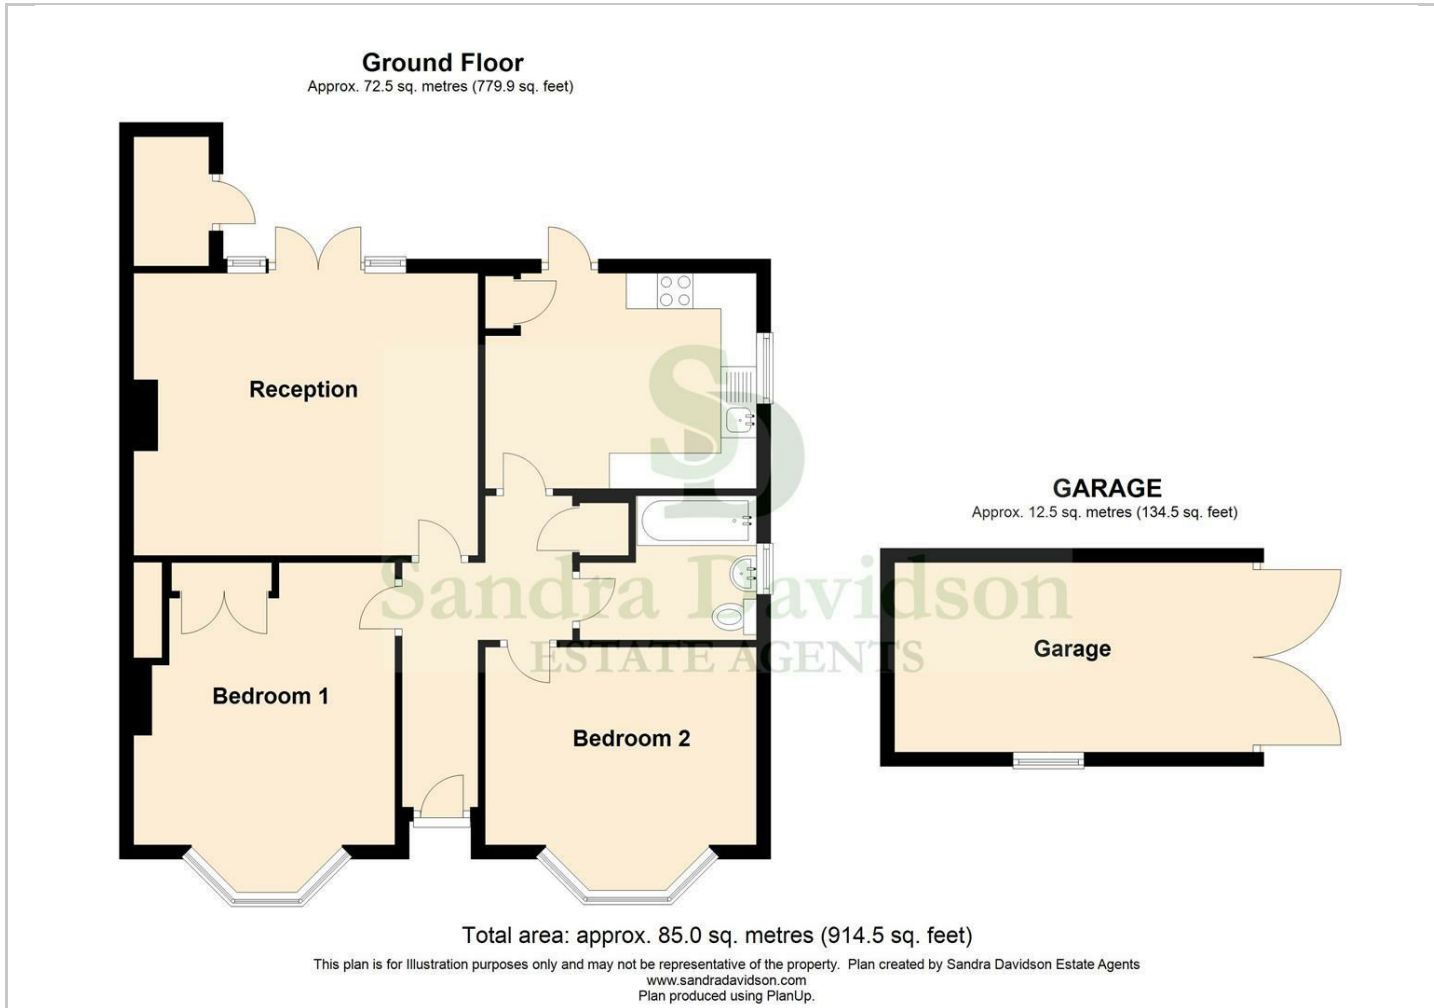 Ground Floor
Approx. 72.5 sq. metres (779.9 sq. feet)
Reception
SD
GARAGE
Approx. 12.5 sq. metres (134.5 sq. feet)
Sandra Davidson
ESTATE AGENTS
Garage
Bedroom 1
Bedroom 2
Total area: approx. 85.0 sq. metres (914.5 sq. feet)
This plan is for Illustration purposes only and may not be representative of the property. Plan created by Sandra Davidson Estate Agents
www.sandradavidson.com
Plan produced using PlanUp.